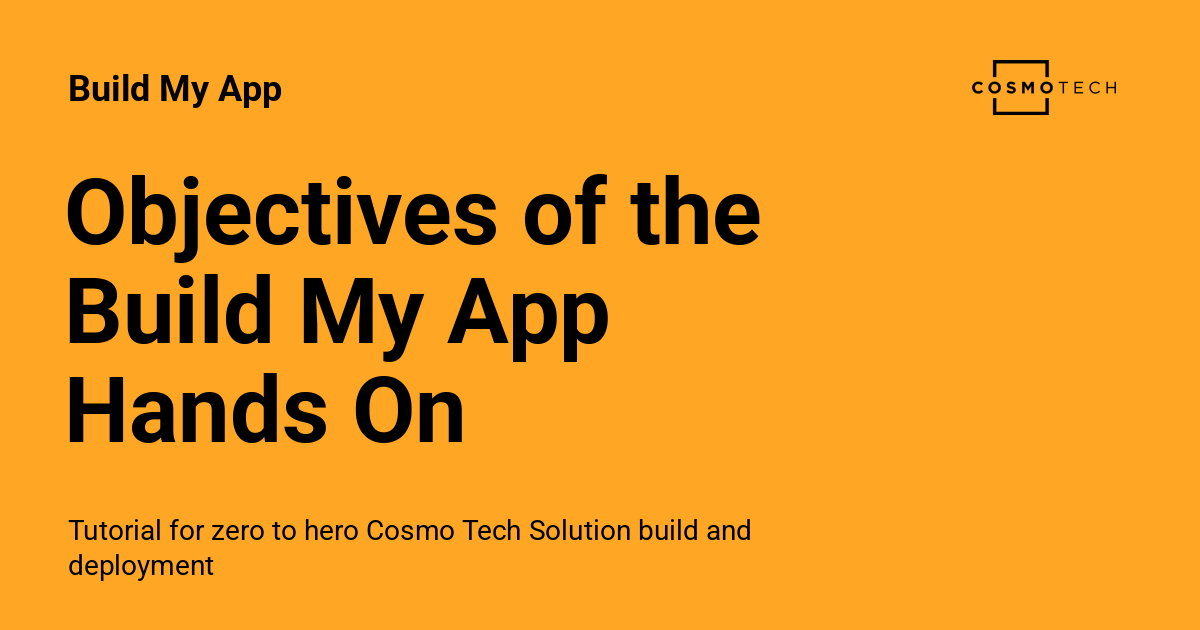 Build My App
COSMOTECH
Objectives of the
Build My App
Hands On
Tutorial for zero to hero Cosmo Tech Solution build and
deployment